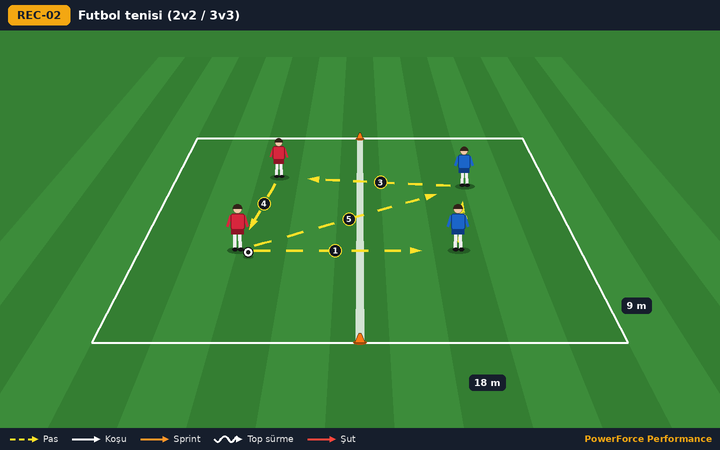 REC-02 Futbol tenisi (2v2 / 3v3)
3
4
5
1
9 m
18 m
Pas Koşu Sprint Top sürme Şut PowerForce Performance